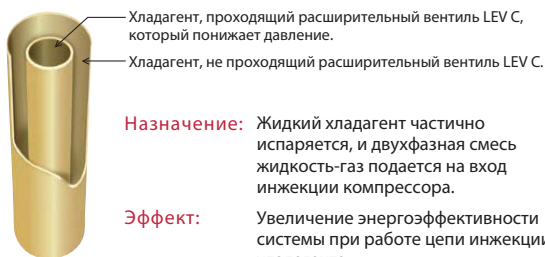 Хладагент, проходящий расширительный вентиль LEV C,
который понижает давление.
Хладагент, не проходящий расширительный вентиль LEV C.
Назначение: Жидкий хладагент частично
испаряется, и двухфазная смесь
жидкость-газ подается на вход
инжекции компрессора.
Эффект: Увеличение энергоэффективности
системы при работе цепи инжекции